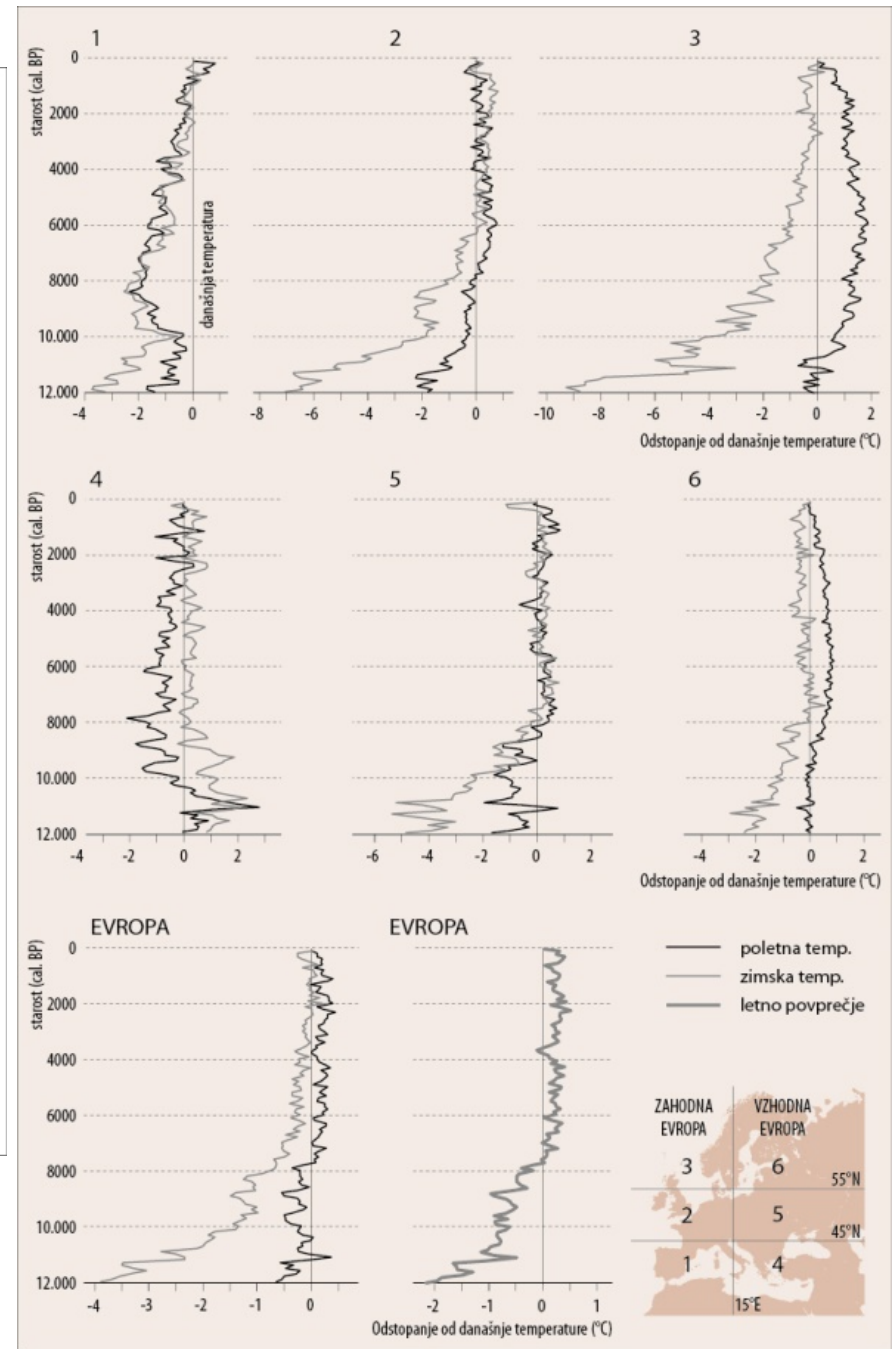 1
2
3
starost (cal. BP)
0
2000
4000
6000
8000
10.000
12.000
današnja temperatura
-4 -2 0
-8 -6 -4 -2 0
-10 -8 -6 -4 -2 0 2
Odstopanje od današnje temperature (°C)
4
5
6
starost (cal. BP)
0
2000
4000
6000
8000
10.000
12.000
-4 -2 0 2
-6 -4 -2 0 2
-4 -2 0 2
Odstopanje od današnje temperature (°C)
EVROPA
EVROPA
starost (cal. BP)
0
2000
4000
6000
8000
10.000
12.000
-4 -3 -2 -1 0
-2 -1 0 1
Odstopanje od današnje temperature (°C)
poletna temp.
zimska temp.
letno povprečje
ZAHODNA
EVROPA
VZHODNA
EVROPA
3
6
55°N
2
5
45°N
1
4
15°E